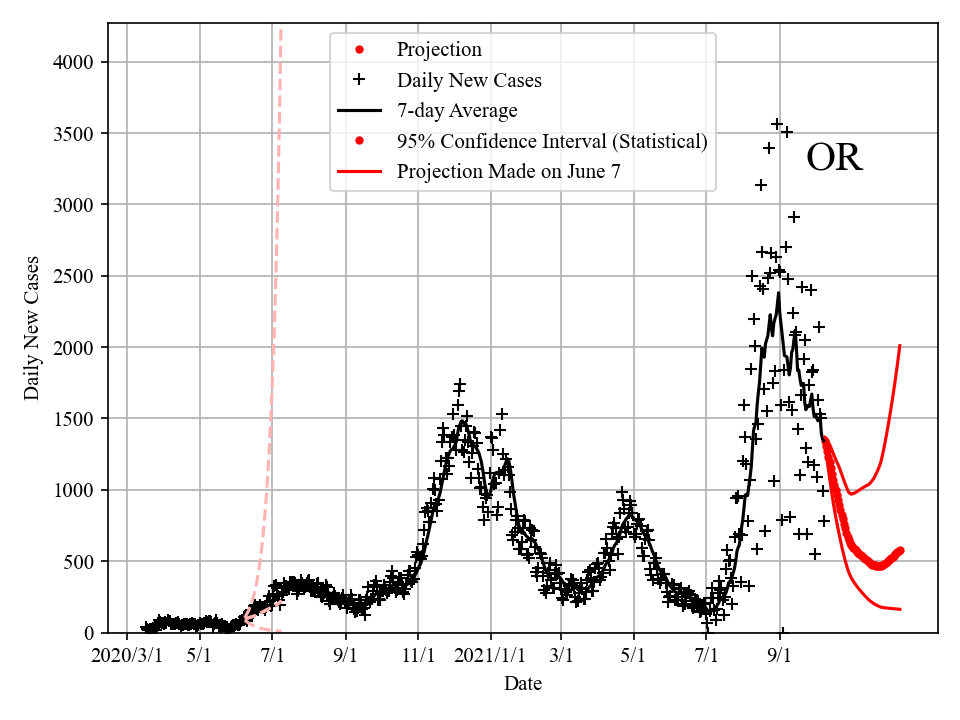 4000
3500
3000
2500
2000
1500
1000
500
0
Daily New Cases
Projection
Daily New Cases
7-day Average
95% Confidence Interval (Statistical)
Projection Made on June 7
OR
2020/3/1 5/1 7/1 9/1 11/1 2021/1/1 3/1 5/1 7/1 9/1
Date